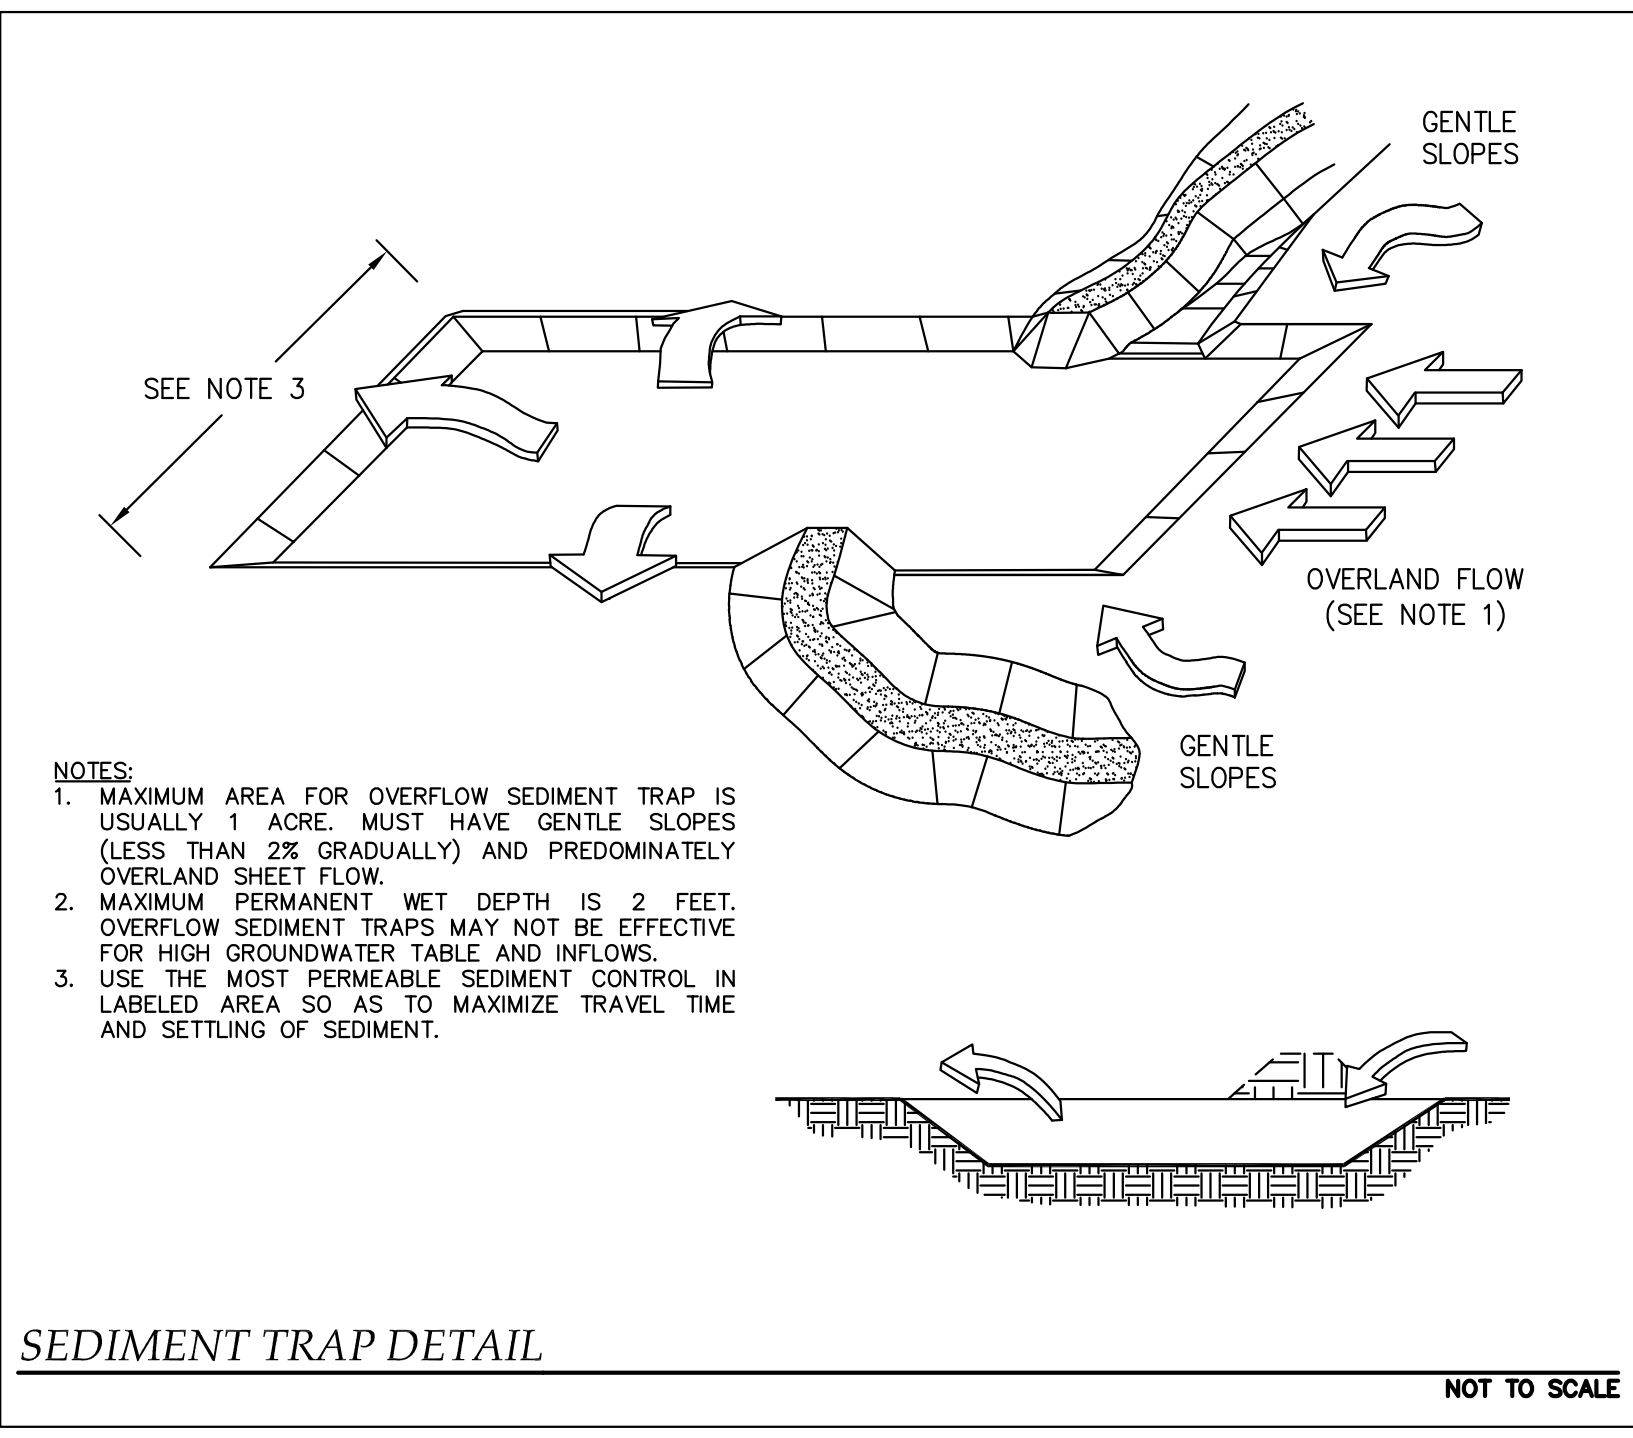 GENTLE
SLOPES
SEE NOTE 3
OVERLAND FLOW
(SEE NOTE 1)
GENTLE
SLOPES
NOTES:
1. MAXIMUM AREA FOR OVERFLOW SEDIMENT TRAP IS
USUALLY 1 ACRE. MUST HAVE GENTLE SLOPES
(LESS THAN 2% GRADUALLY) AND PREDOMINATELY
OVERLAND SHEET FLOW.
2. MAXIMUM PERMANENT WET DEPTH IS 2 FEET.
OVERFLOW SEDIMENT TRAPS MAY NOT BE EFFECTIVE
FOR HIGH GROUNDWATER TABLE AND INFLOWS.
3. USE THE MOST PERMEABLE SEDIMENT CONTROL IN
LABELED AREA SO AS TO MAXIMIZE TRAVEL TIME
AND SETTLING OF SEDIMENT.
SEDIMENT TRAP DETAIL
NOT TO SCALE